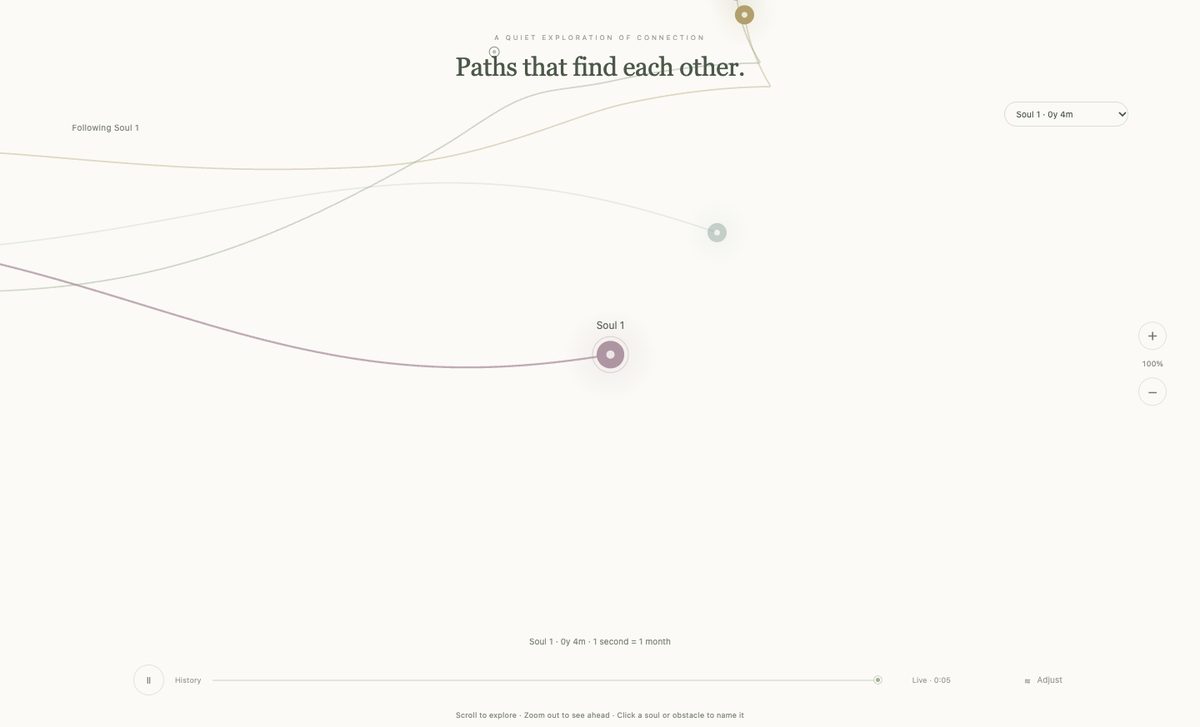 A QUIET EXPLORATION OF CONNECTION
Paths that find each other.
Soul 1 · 0y 4m
Following Soul 1
Soul 1
100%
Soul 1 · 0y 4m · 1 second = 1 month
History
Live · 0:05
Adjust
Scroll to explore · Zoom out to see ahead · Click a soul or obstacle to name it